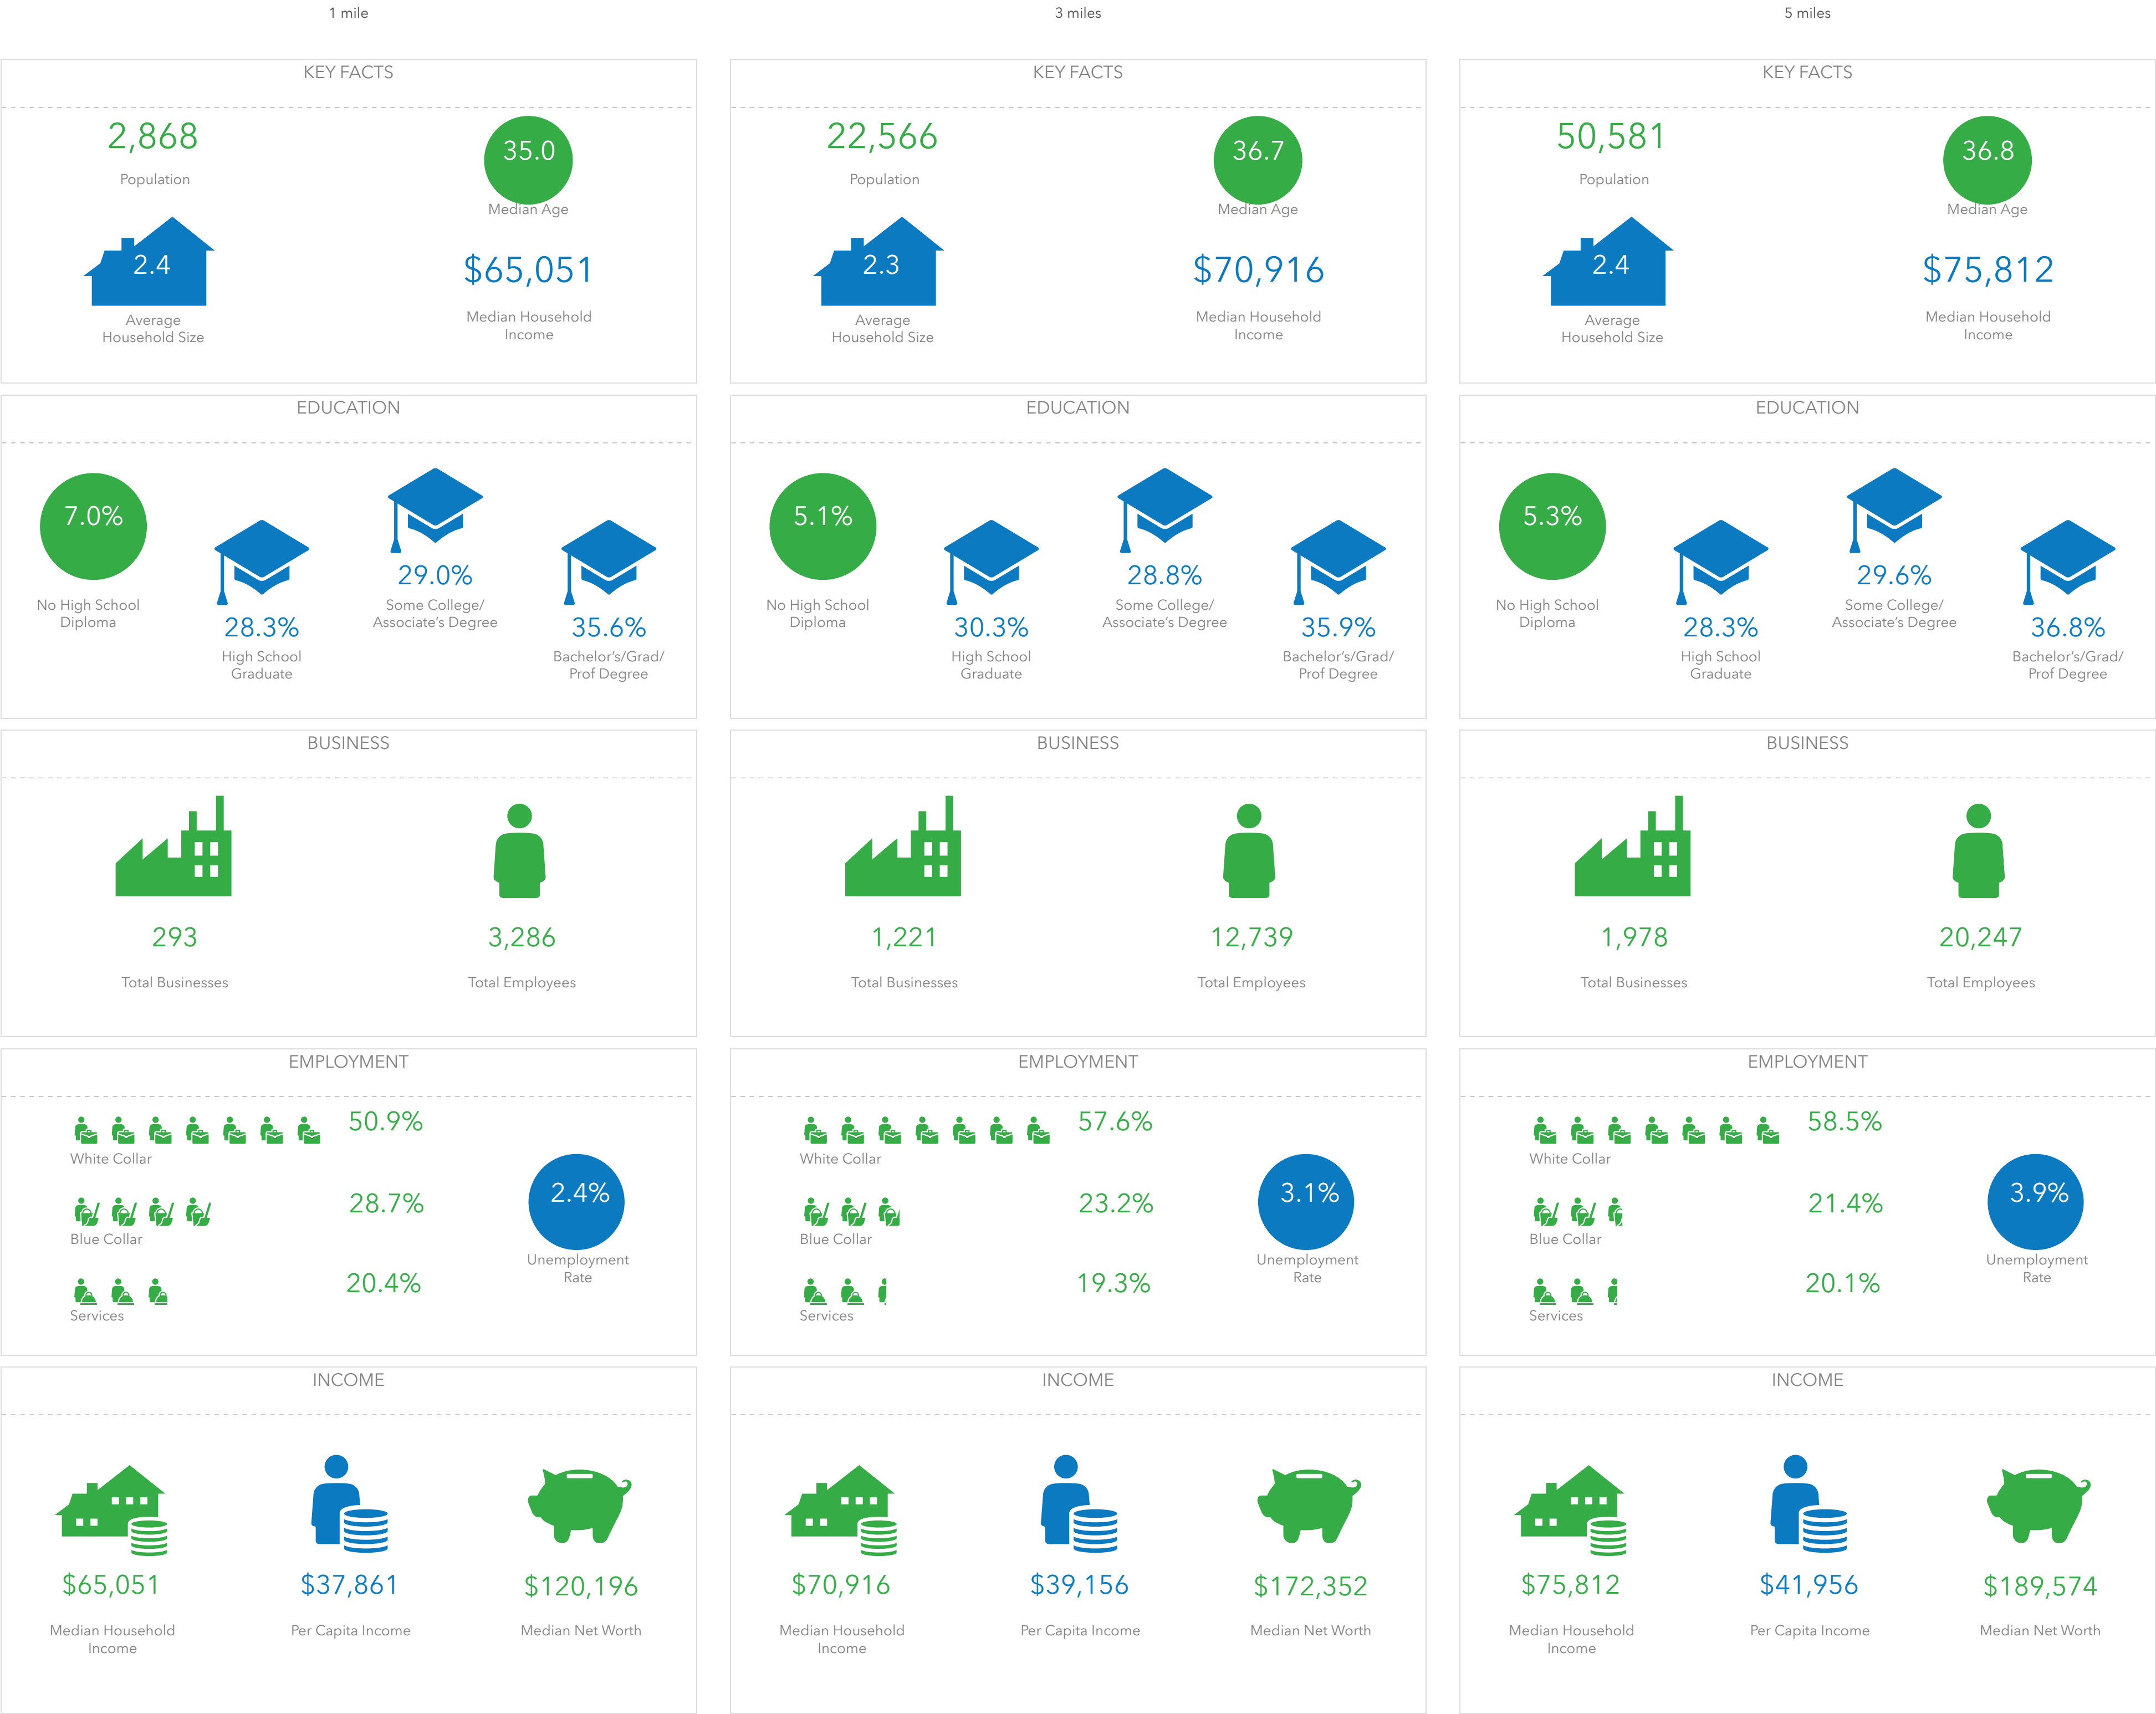 1 mile
3 miles
5 miles
KEY FACTS
2,868
Population
35.0
Median Age
2.4
Average
Household Size
$65,051
Median Household
Income
KEY FACTS
22,566
Population
36.7
Median Age
2.3
Average
Household Size
$70,916
Median Household
Income
KEY FACTS
50,581
Population
36.8
Median Age
2.4
Average
Household Size
$75,812
Median Household
Income
EDUCATION
7.0%
No High School
Diploma
28.3%
High School
Graduate
29.0%
Some College/
Associate's Degree
35.6%
Bachelor's/Grad/
Prof Degree
EDUCATION
5.1%
No High School
Diploma
30.3%
High School
Graduate
28.8%
Some College/
Associate's Degree
35.9%
Bachelor's/Grad/
Prof Degree
EDUCATION
5.3%
No High School
Diploma
28.3%
High School
Graduate
29.6%
Some College/
Associate's Degree
36.8%
Bachelor's/Grad/
Prof Degree
BUSINESS
293
Total Businesses
3,286
Total Employees
BUSINESS
1,221
Total Businesses
12,739
Total Employees
BUSINESS
1,978
Total Businesses
20,247
Total Employees
EMPLOYMENT
50.9%
White Collar
28.7%
Blue Collar
20.4%
Services
2.4%
Unemployment
Rate
EMPLOYMENT
57.6%
White Collar
23.2%
Blue Collar
19.3%
Services
3.1%
Unemployment
Rate
EMPLOYMENT
58.5%
White Collar
21.4%
Blue Collar
20.1%
Services
3.9%
Unemployment
Rate
INCOME
$65,051
Median Household
Income
$37,861
Per Capita Income
$120,196
Median Net Worth
INCOME
$70,916
Median Household
Income
$39,156
Per Capita Income
$172,352
Median Net Worth
INCOME
$75,812
Median Household
Income
$41,956
Per Capita Income
$189,574
Median Net Worth